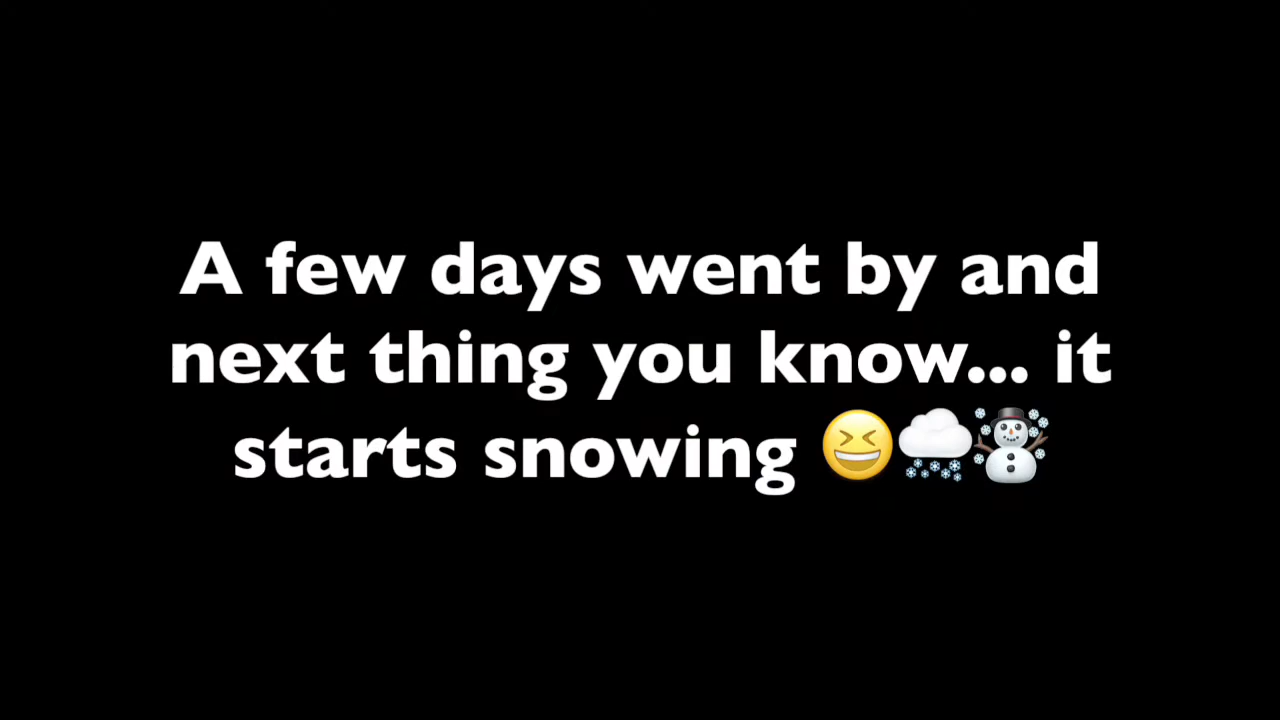 A few days went by and
next thing you know... it
starts snowing 😆🌨️☃️